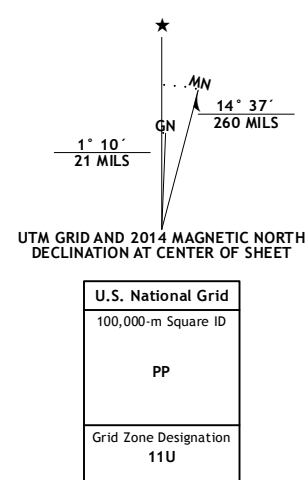 ★
MN
GN
14° 37´
260 MILS
1° 10´
21 MILS
UTM GRID AND 2014 MAGNETIC NORTH
DECLINATION AT CENTER OF SHEET
U.S. National Grid
100,000-m Square ID
PP
Grid Zone Designation
11U